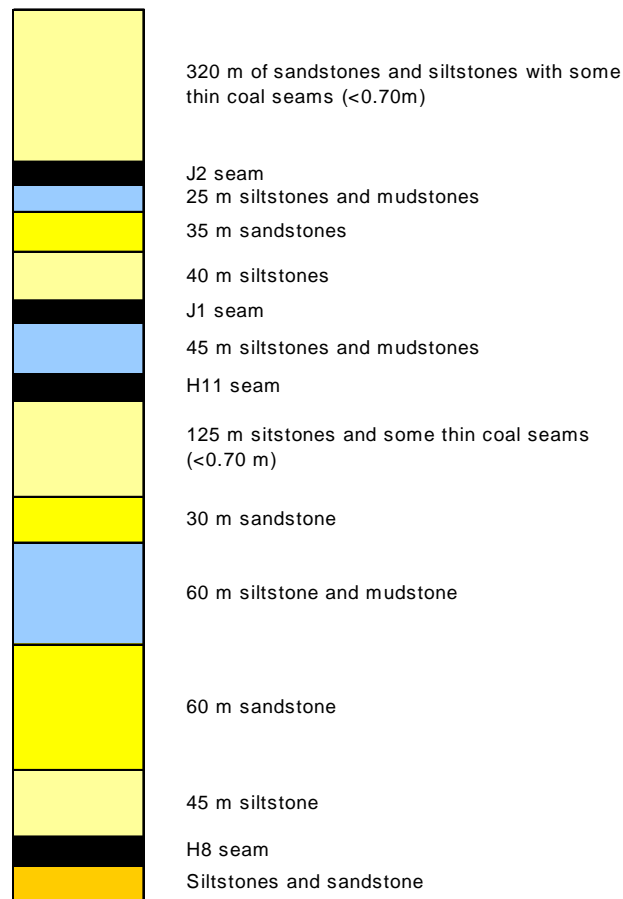 320 m of sandstones and siltstones with some
thin coal seams (<0.70m)
J2 seam
25 m siltstones and mudstones
35 m sandstones
40 m siltstones
J1 seam
45 m siltstones and mudstones
H11 seam
125 m sitstones and some thin coal seams
(<0.70 m)
30 m sandstone
60 m siltstone and mudstone
60 m sandstone
45 m siltstone
H8 seam
Siltstones and sandstone